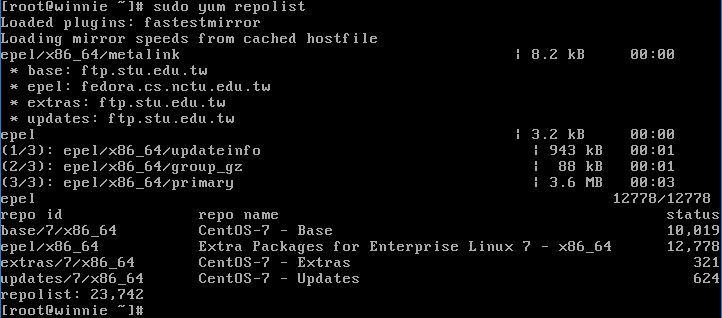 [root@winnie ~]# sudo yum repolist
Loaded plugins: fastestmirror
Loading mirror speeds from cached hostfile
epel/x86_64/metalink | 8.2 kB 00:00
* base: ftp.stu.edu.tw
* epel: fedora.cs.nctu.edu.tw
* extras: ftp.stu.edu.tw
* updates: ftp.stu.edu.tw
epel | 3.2 kB 00:00
(1/3): epel/x86_64/updateinfo | 943 kB 00:01
(2/3): epel/x86_64/group_gz | 88 kB 00:01
(3/3): epel/x86_64/primary | 3.6 MB 00:03
epel 12778/12778
repo id repo name status
base/7/x86_64 CentOS-7 - Base 10,019
epel/x86_64 Extra Packages for Enterprise Linux 7 - x86_64 12,778
extras/7/x86_64 CentOS-7 - Extras 321
updates/7/x86_64 CentOS-7 - Updates 624
repolist: 23,742
[root@winnie ~]#